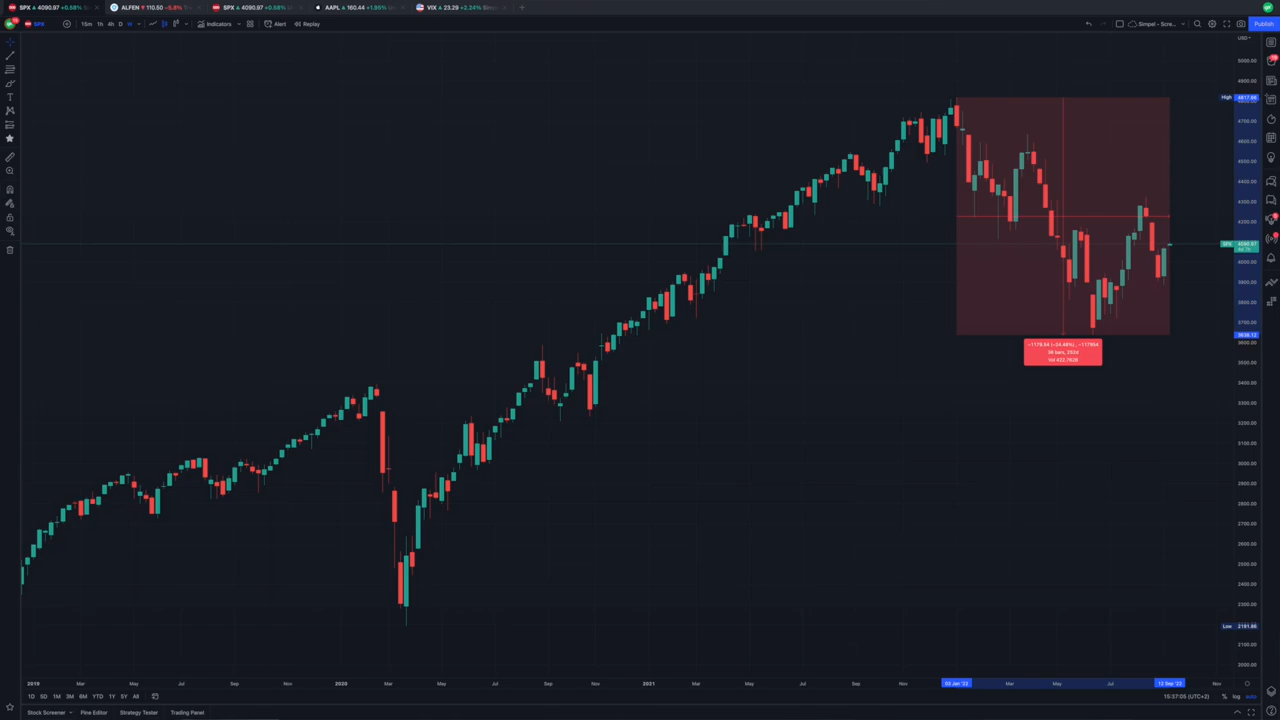 SPX ▲ 4090.97 +0.58%
ALFEN ▼ 110.50 −5.8%
SPX ▲ 4090.97 +0.58%
AAPL ▲ 160.44 +1.95%
VIX ▲ 23.29 +2.24%
SPX
15m 1h 4h D W
Indicators
Alert
Replay
Simpel - Scre...
Publish
USD
5000.00
4900.00
High 4817.88
4700.00
4600.00
4500.00
4400.00
4300.00
4200.00
SPX 4090.97
4000.00
3900.00
3800.00
3700.00
3600.00
3500.00
3400.00
3300.00
3200.00
3100.00
3000.00
2900.00
2800.00
2700.00
2600.00
2500.00
2400.00
2300.00
Low 2191.86
2100.00
2000.00
36 bars, 252d
2019 Mar May Jul Sep Nov 2020 Mar May Jul Sep Nov 2021 Mar May Jul Sep Nov 03 Jan '22 Mar May Jul 12 Sep '22 Nov
1D 5D 1M 3M 6M YTD 1Y 5Y All
15:37:05 (UTC+2) % log auto
Stock Screener Pine Editor Strategy Tester Trading Panel